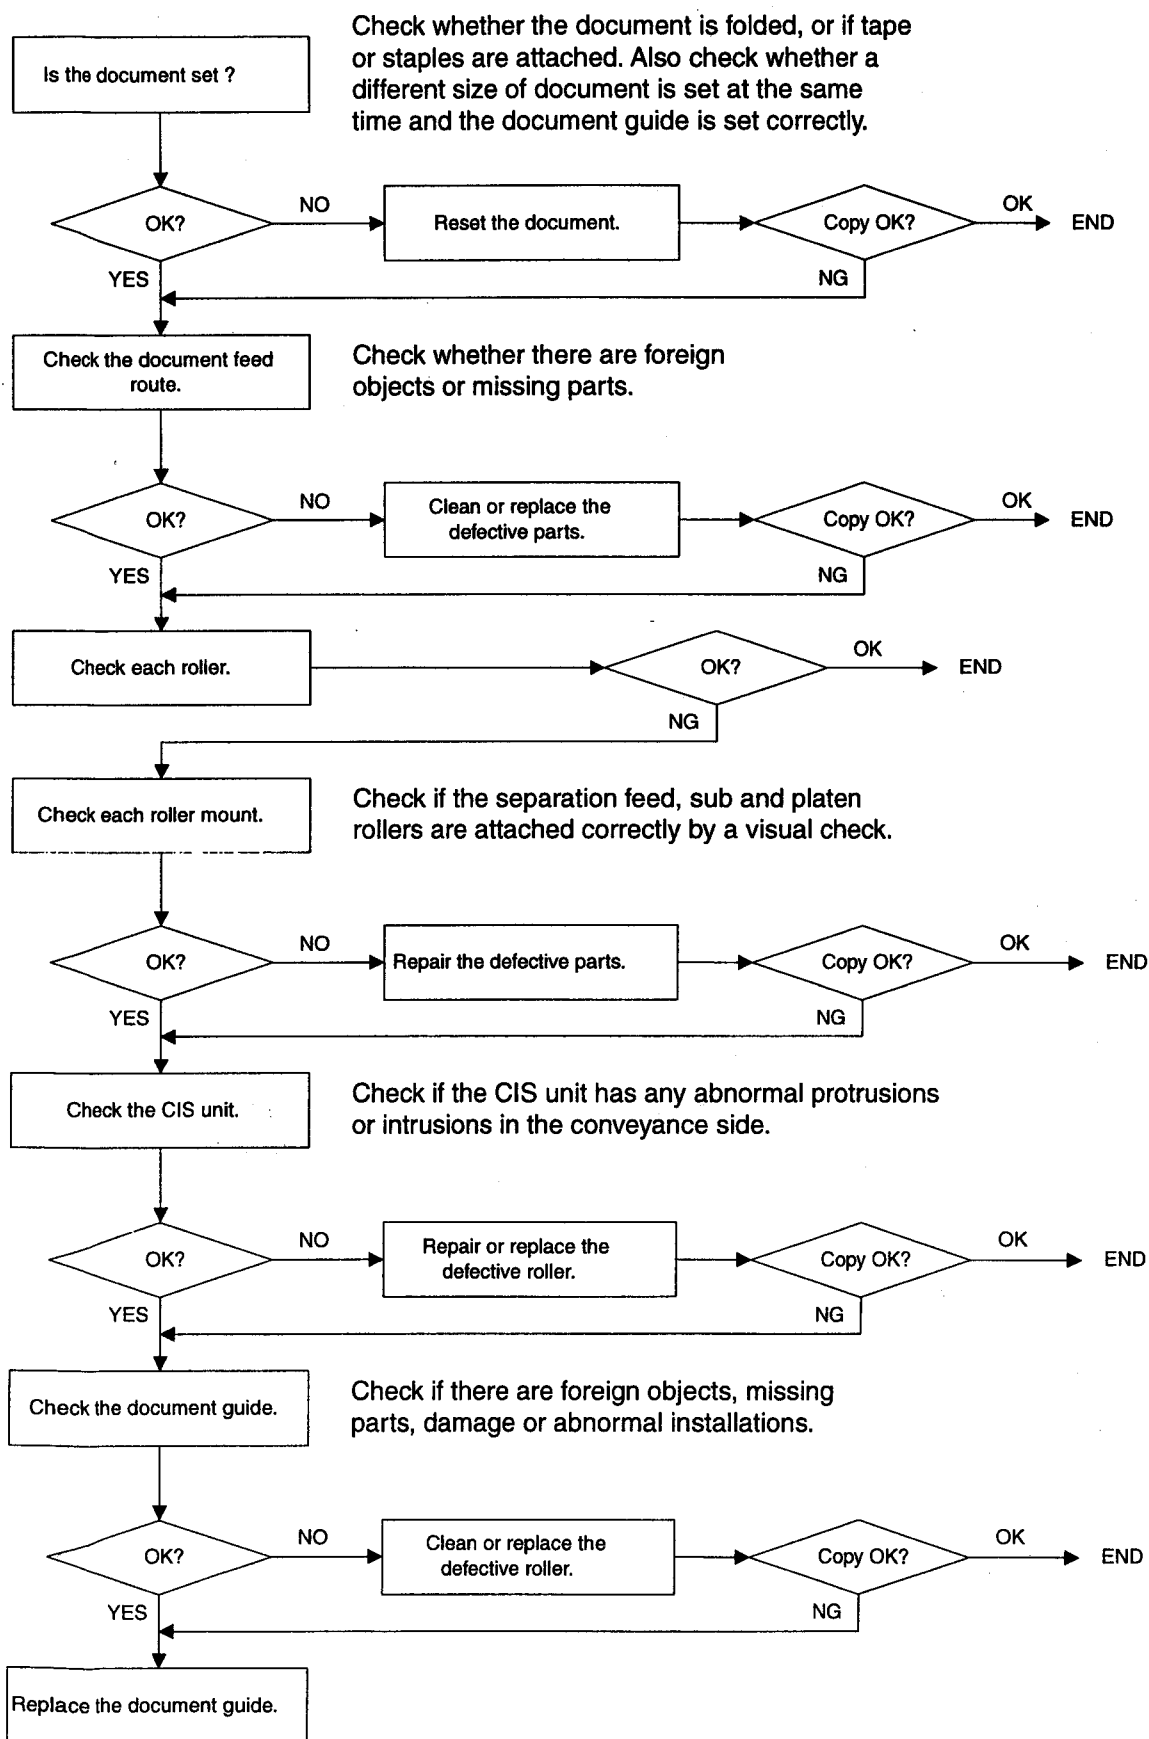 Check whether the document is folded, or if tape
or staples are attached. Also check whether a
different size of document is set at the same
time and the document guide is set correctly.
Is the document set ?
OK?
NO
Reset the document.
Copy OK?
OK
END
YES
NG
Check the document feed
route.
Check whether there are foreign
objects or missing parts.
OK?
NO
Clean or replace the
defective parts.
Copy OK?
OK
END
YES
NG
Check each roller.
OK?
OK
END
NG
Check each roller mount.
Check if the separation feed, sub and platen
rollers are attached correctly by a visual check.
OK?
NO
Repair the defective parts.
Copy OK?
OK
END
YES
NG
Check the CIS unit.
Check if the CIS unit has any abnormal protrusions
or intrusions in the conveyance side.
OK?
NO
Repair or replace the
defective roller.
Copy OK?
OK
END
YES
NG
Check the document guide.
Check if there are foreign objects, missing
parts, damage or abnormal installations.
OK?
NO
Clean or replace the
defective roller.
Copy OK?
OK
END
YES
NG
Replace the document guide.